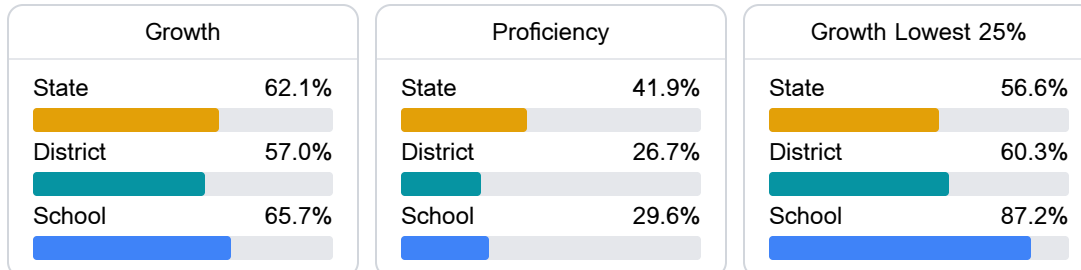 Growth
State 62.1%
District 57.0%
School 65.7%
Proficiency
State 41.9%
District 26.7%
School 29.6%
Growth Lowest 25%
State 56.6%
District 60.3%
School 87.2%